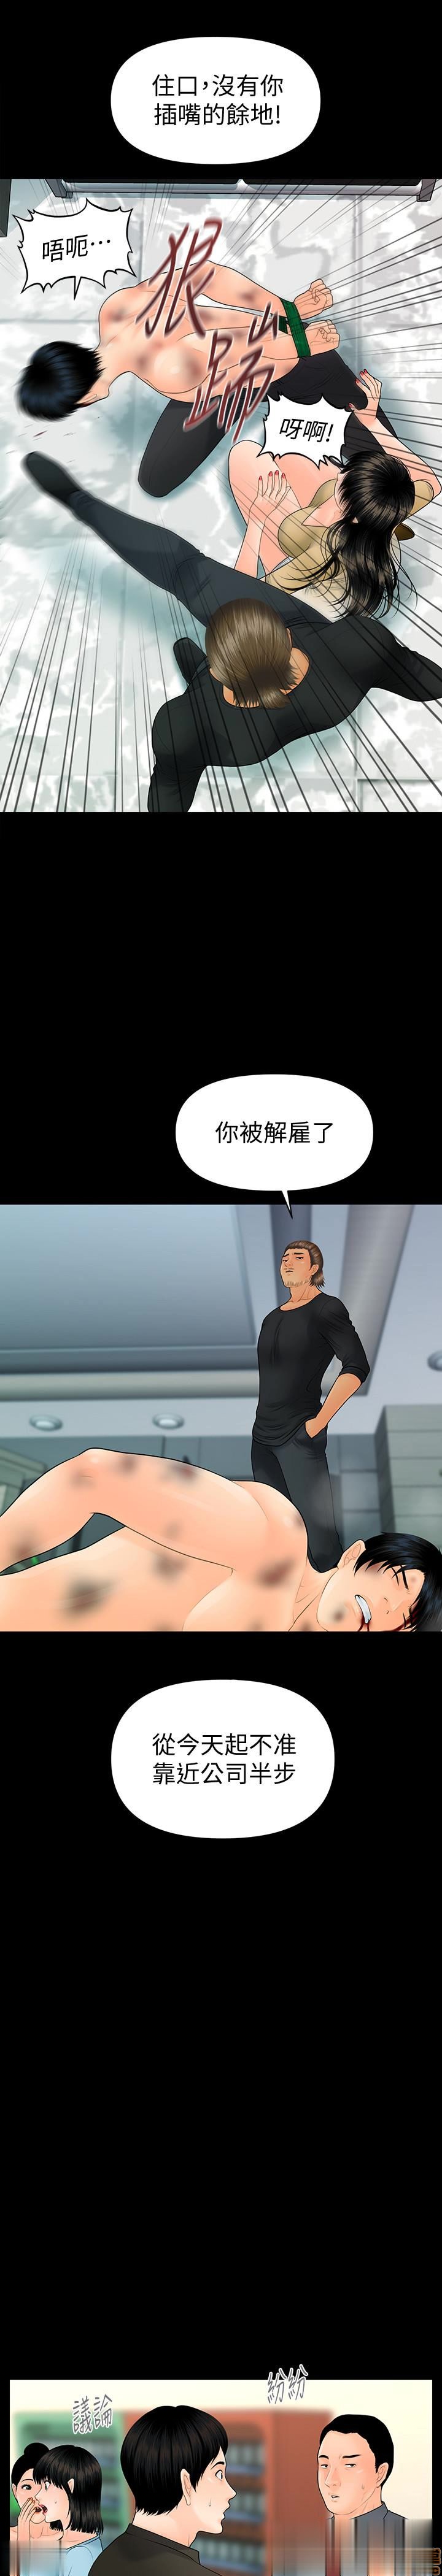 住口,沒有你
插嘴的餘地!
唔呃…
狠踹
呀啊!
你被解雇了
從今天起不准
靠近公司半步
紛紛
議論